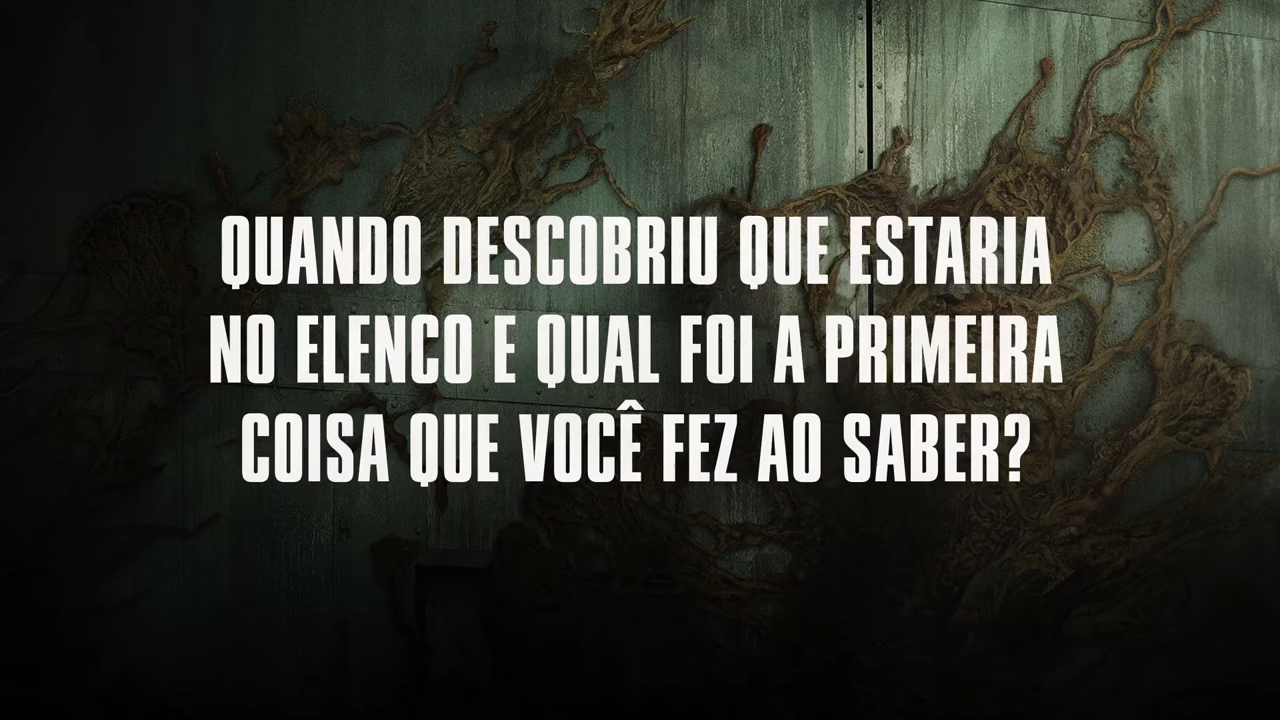 QUANDO DESCOBRIU QUE ESTARIA
NO ELENCO E QUAL FOI A PRIMEIRA
COISA QUE VOCÊ FEZ AO SABER?